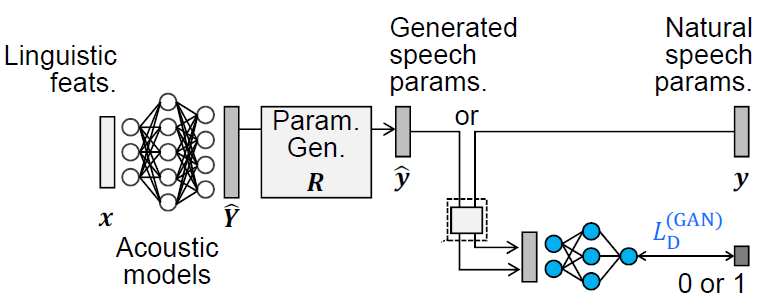 Linguistic
feats.
Generated
speech
params.
Natural
speech
params.
Param.
Gen.
R
or
x
Ŷ
ŷ
y
Acoustic
models
L_D^(GAN)
0 or 1